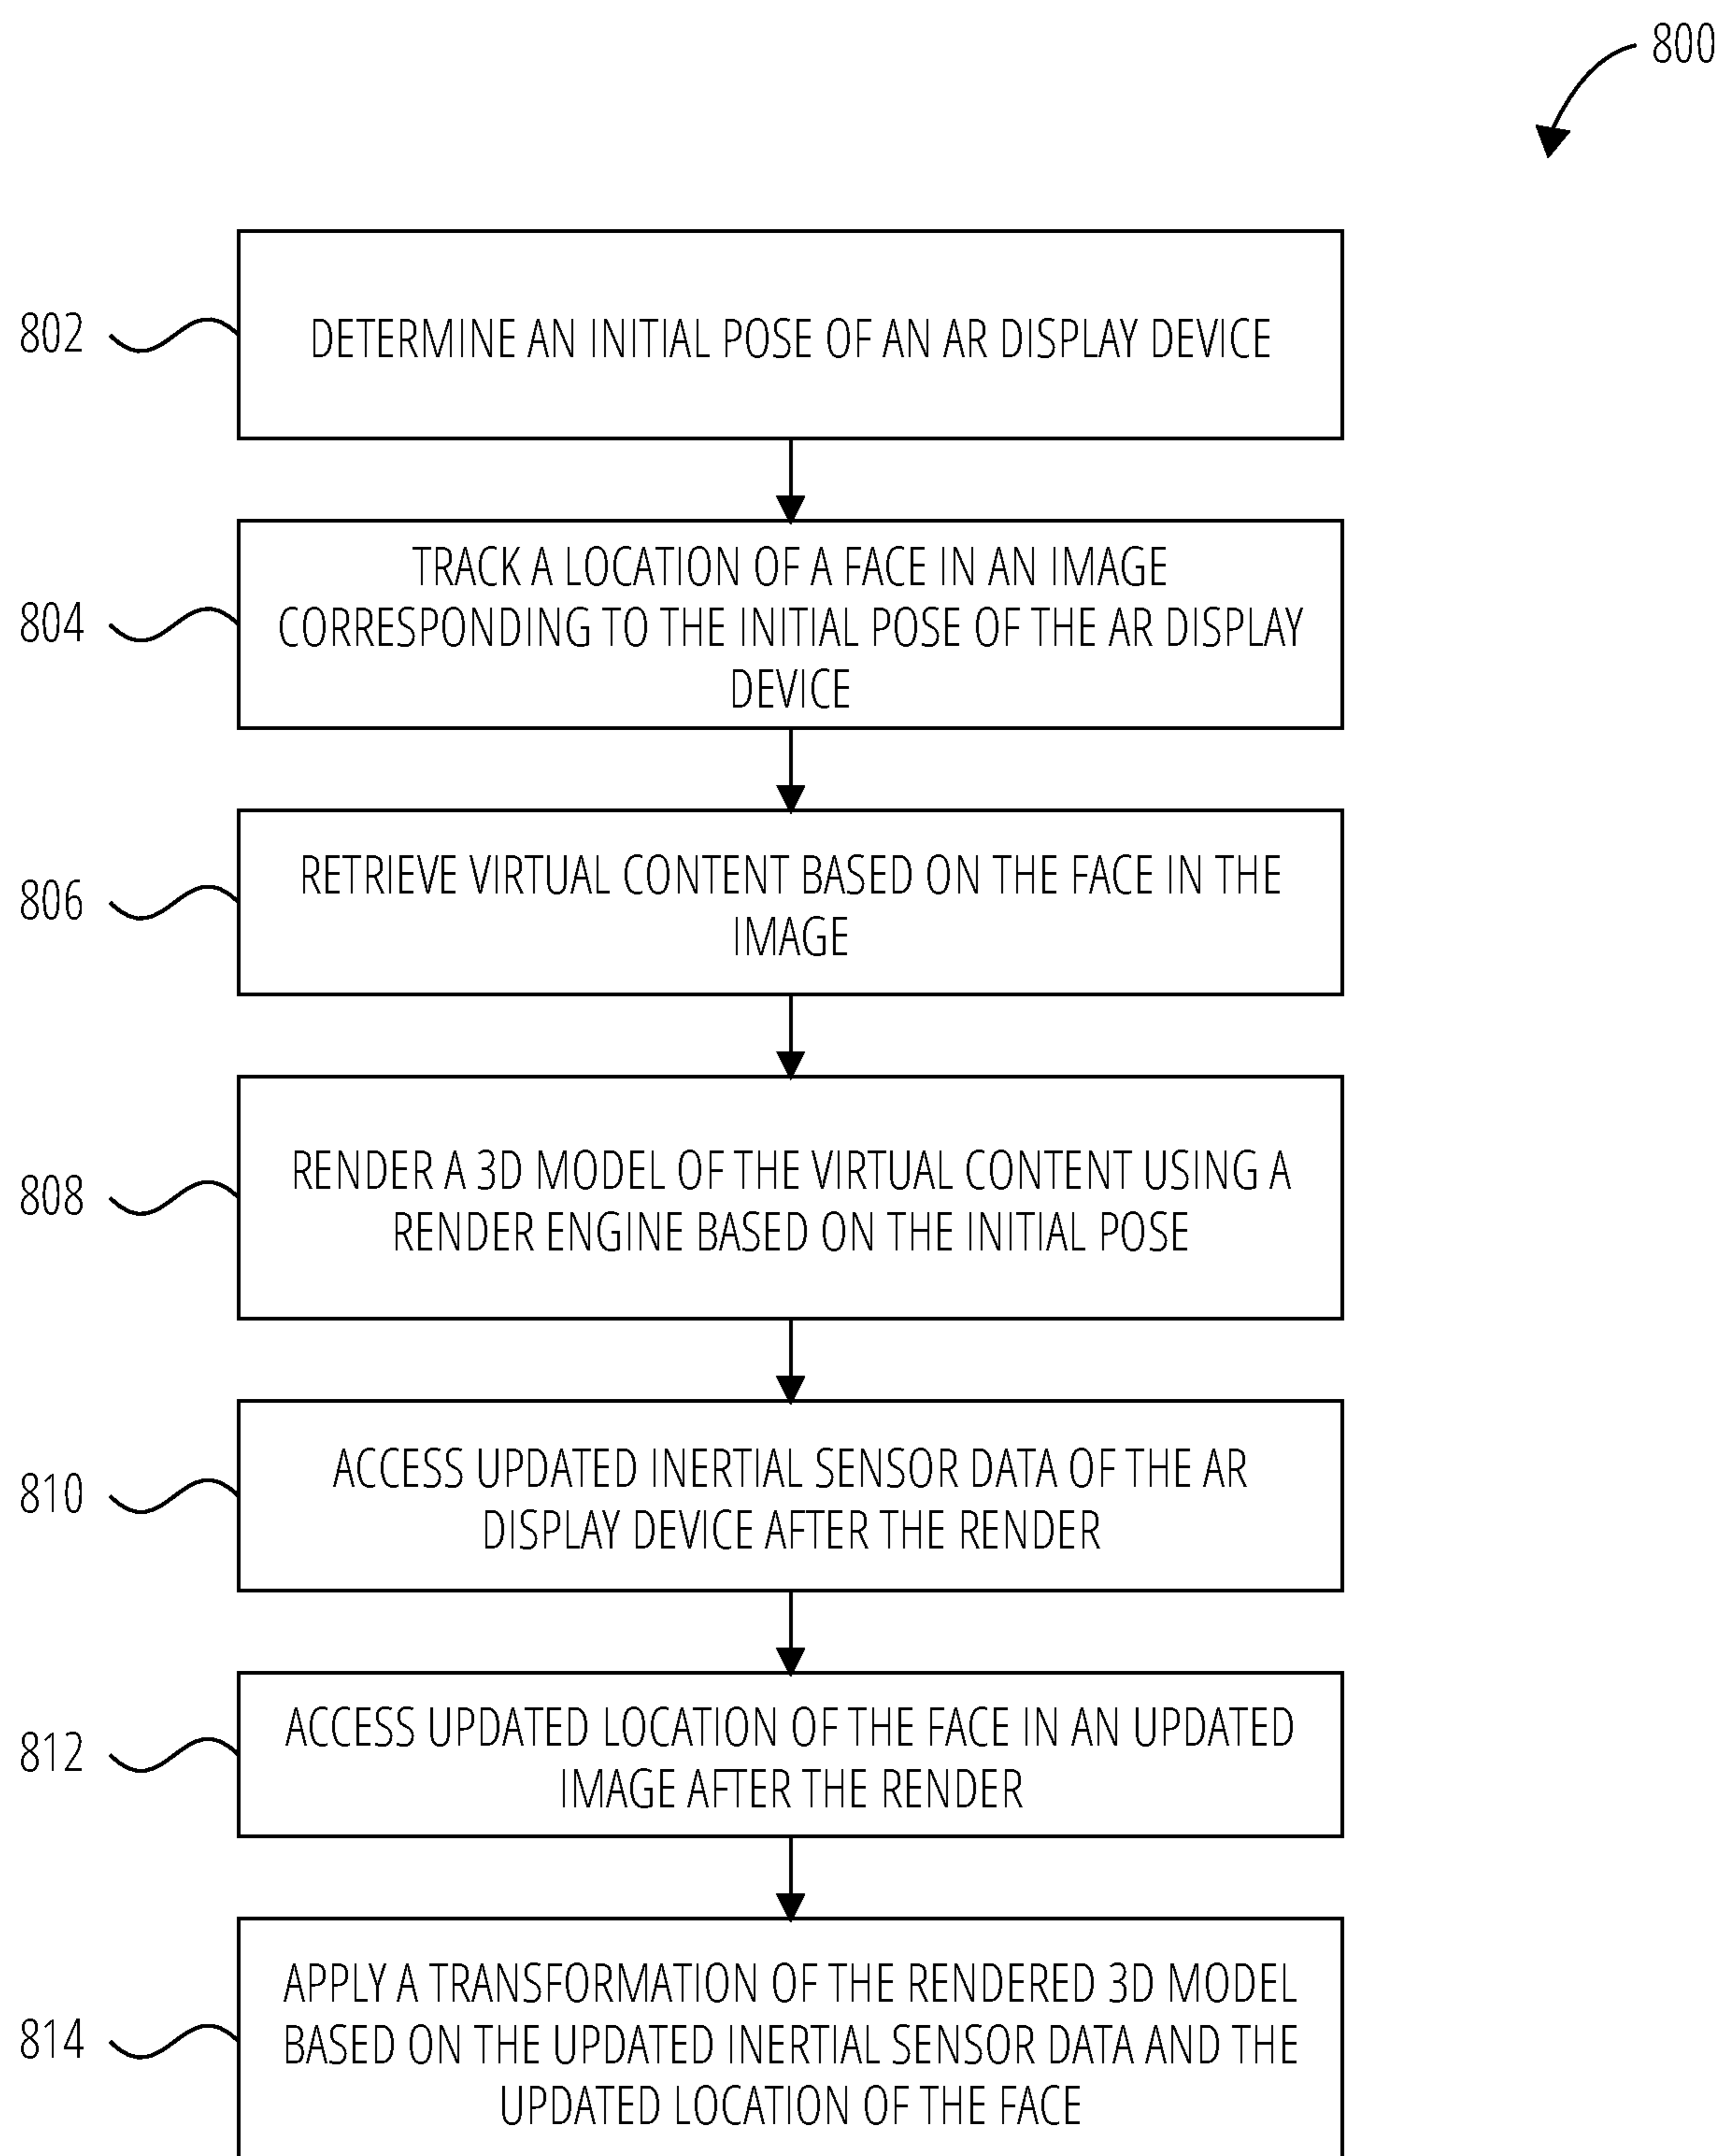 800
802
DETERMINE AN INITIAL POSE OF AN AR DISPLAY DEVICE
804
TRACK A LOCATION OF A FACE IN AN IMAGE
CORRESPONDING TO THE INITIAL POSE OF THE AR DISPLAY
DEVICE
806
RETRIEVE VIRTUAL CONTENT BASED ON THE FACE IN THE
IMAGE
808
RENDER A 3D MODEL OF THE VIRTUAL CONTENT USING A
RENDER ENGINE BASED ON THE INITIAL POSE
810
ACCESS UPDATED INERTIAL SENSOR DATA OF THE AR
DISPLAY DEVICE AFTER THE RENDER
812
ACCESS UPDATED LOCATION OF THE FACE IN AN UPDATED
IMAGE AFTER THE RENDER
814
APPLY A TRANSFORMATION OF THE RENDERED 3D MODEL
BASED ON THE UPDATED INERTIAL SENSOR DATA AND THE
UPDATED LOCATION OF THE FACE